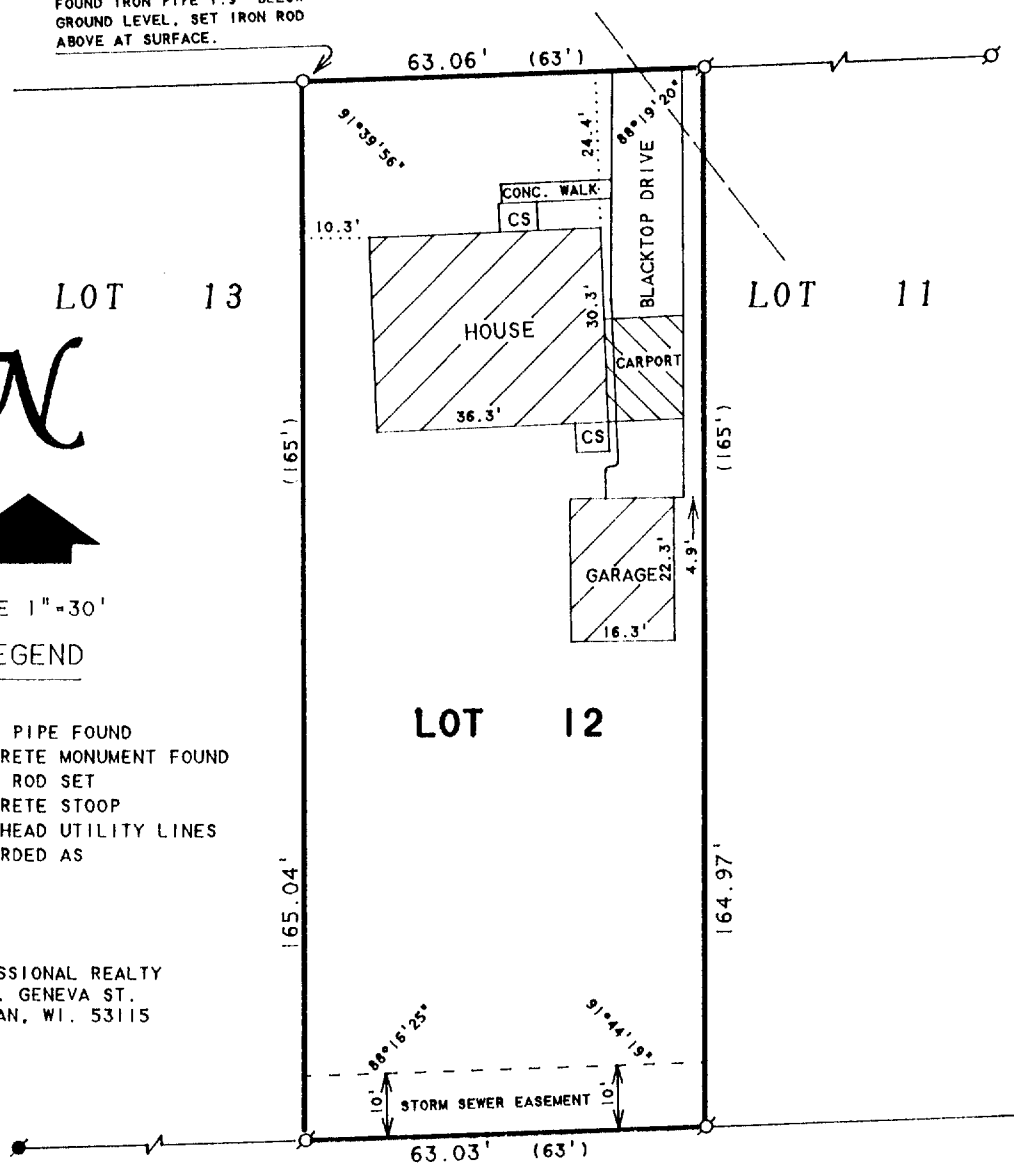 GROUND LEVEL, SET IRON ROD
ABOVE AT SURFACE.
63.06' (63')
91°39'56"
24.4'
88°19'20"
CONC. WALK
CS
BLACKTOP DRIVE
10.3'
LOT 13
HOUSE
30.3'
CARPORT
LOT 11
N
36.3'
CS
(165')
(165')
GARAGE
22.3'
4.9'
16.3'
E 1"=30'
EGEND
LOT 12
PIPE FOUND
RETE MONUMENT FOUND
ROD SET
RETE STOOP
HEAD UTILITY LINES
RDED AS
165.04'
164.97'
SSIONAL REALTY
. GENEVA ST.
AN, WI. 53115
88°16'25"
91°44'19"
10'
STORM SEWER EASEMENT
10'
63.03' (63')